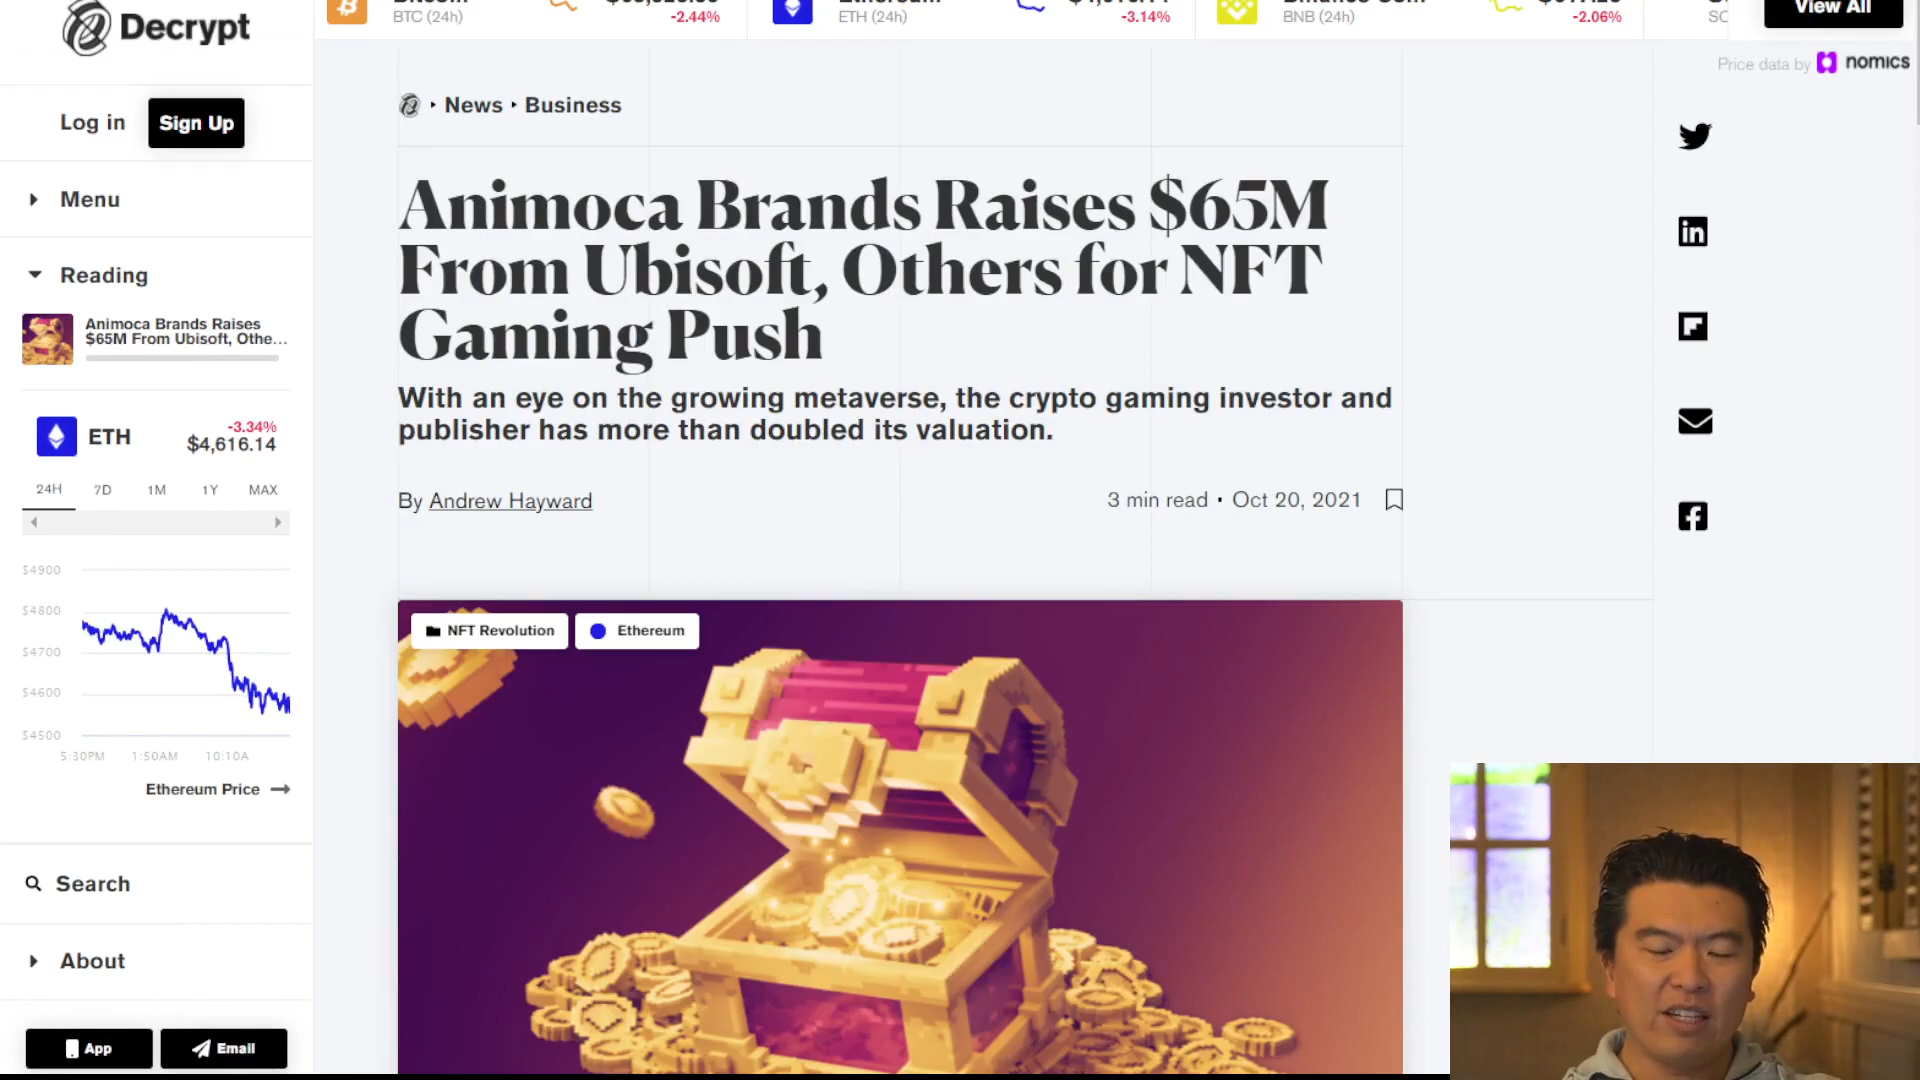 Decrypt
Log in
Sign Up
Menu
Reading
Animoca Brands Raises
$65M From Ubisoft, Othe...
ETH
-3.34%
$4,616.14
24H
7D
1M
1Y
MAX
$4900
$4800
$4700
$4600
$4500
5:30PM
1:50AM
10:10A
Ethereum Price
Search
About
App
Email
BTC (24h)
-2.44%
ETH (24h)
-3.14%
BNB (24h)
-2.06%
View All
Price data by nomics
News
Business
Animoca Brands Raises $65M
From Ubisoft, Others for NFT
Gaming Push
With an eye on the growing metaverse, the crypto gaming investor and
publisher has more than doubled its valuation.
By Andrew Hayward
3 min read • Oct 20, 2021
NFT Revolution
Ethereum